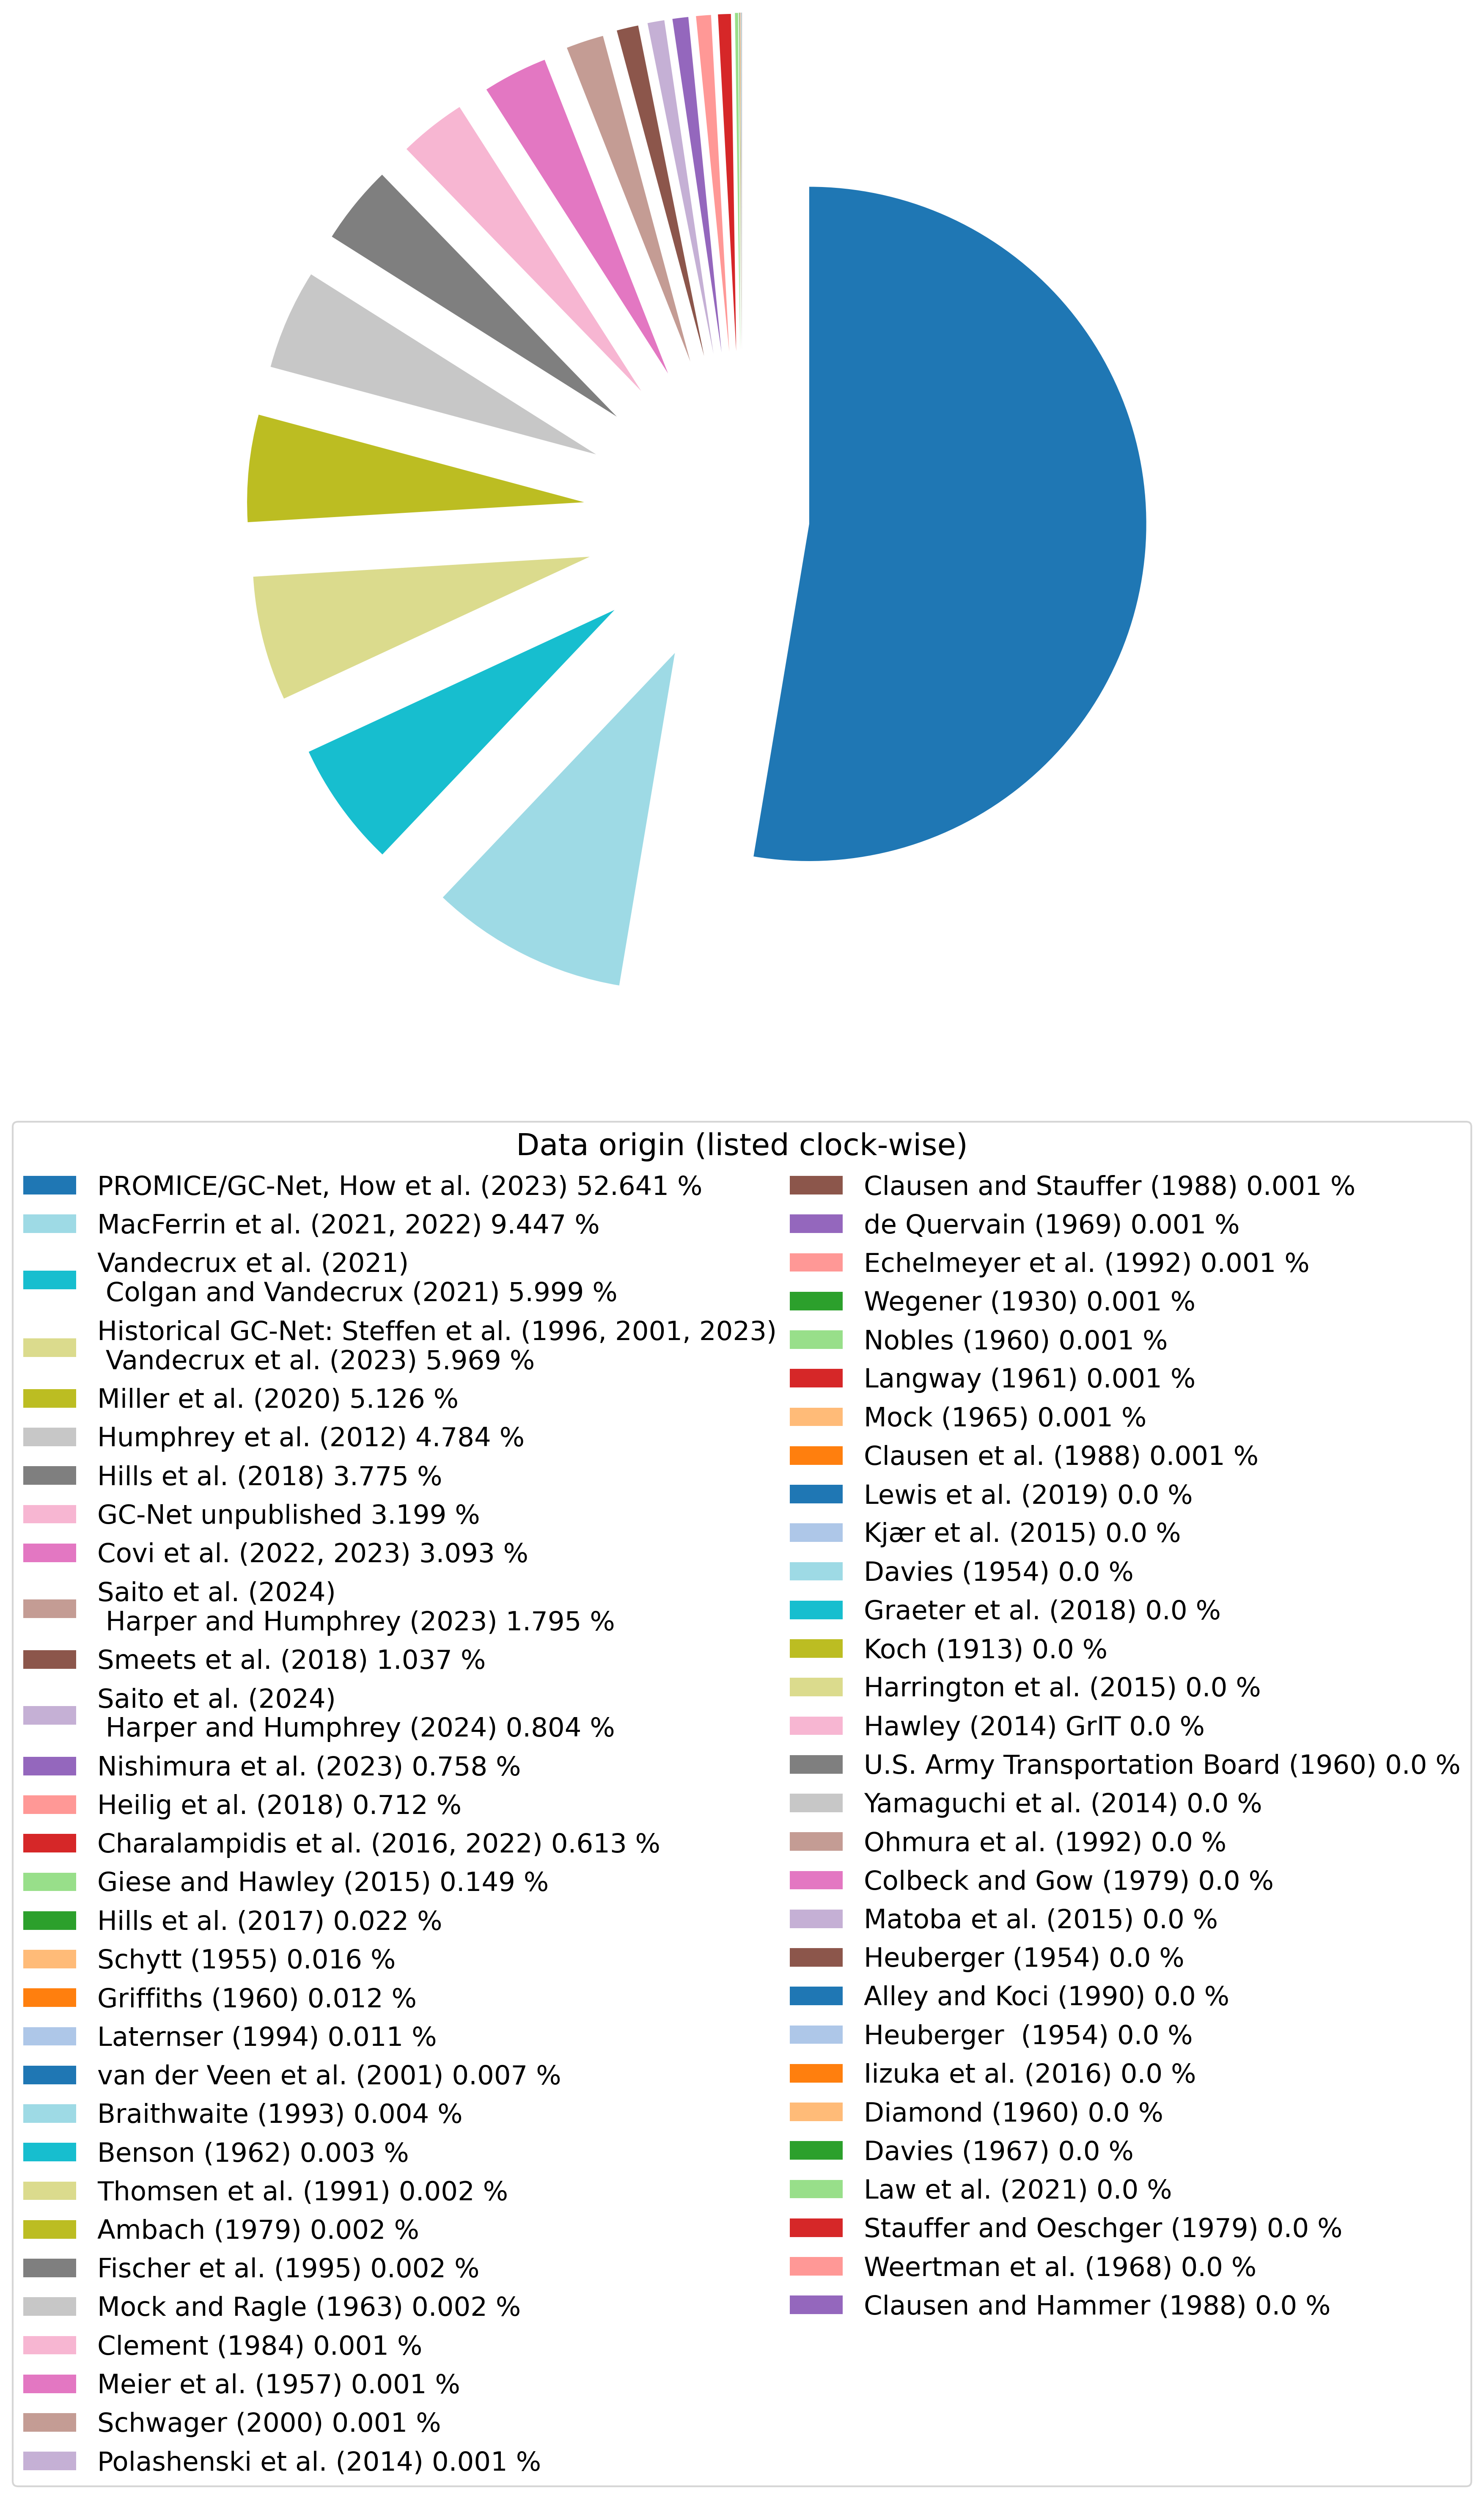 Data origin (listed clock-wise)
PROMICE/GC-Net, How et al. (2023) 52.641 %
MacFerrin et al. (2021, 2022) 9.447 %
Vandecrux et al. (2021)
Colgan and Vandecrux (2021) 5.999 %
Historical GC-Net: Steffen et al. (1996, 2001, 2023)
Vandecrux et al. (2023) 5.969 %
Miller et al. (2020) 5.126 %
Humphrey et al. (2012) 4.784 %
Hills et al. (2018) 3.775 %
GC-Net unpublished 3.199 %
Covi et al. (2022, 2023) 3.093 %
Saito et al. (2024)
Harper and Humphrey (2023) 1.795 %
Smeets et al. (2018) 1.037 %
Saito et al. (2024)
Harper and Humphrey (2024) 0.804 %
Nishimura et al. (2023) 0.758 %
Heilig et al. (2018) 0.712 %
Charalampidis et al. (2016, 2022) 0.613 %
Giese and Hawley (2015) 0.149 %
Hills et al. (2017) 0.022 %
Schytt (1955) 0.016 %
Griffiths (1960) 0.012 %
Laternser (1994) 0.011 %
van der Veen et al. (2001) 0.007 %
Braithwaite (1993) 0.004 %
Benson (1962) 0.003 %
Thomsen et al. (1991) 0.002 %
Ambach (1979) 0.002 %
Fischer et al. (1995) 0.002 %
Mock and Ragle (1963) 0.002 %
Clement (1984) 0.001 %
Meier et al. (1957) 0.001 %
Schwager (2000) 0.001 %
Polashenski et al. (2014) 0.001 %
Clausen and Stauffer (1988) 0.001 %
de Quervain (1969) 0.001 %
Echelmeyer et al. (1992) 0.001 %
Wegener (1930) 0.001 %
Nobles (1960) 0.001 %
Langway (1961) 0.001 %
Mock (1965) 0.001 %
Clausen et al. (1988) 0.001 %
Lewis et al. (2019) 0.0 %
Kjær et al. (2015) 0.0 %
Davies (1954) 0.0 %
Graeter et al. (2018) 0.0 %
Koch (1913) 0.0 %
Harrington et al. (2015) 0.0 %
Hawley (2014) GrIT 0.0 %
U.S. Army Transportation Board (1960) 0.0 %
Yamaguchi et al. (2014) 0.0 %
Ohmura et al. (1992) 0.0 %
Colbeck and Gow (1979) 0.0 %
Matoba et al. (2015) 0.0 %
Heuberger (1954) 0.0 %
Alley and Koci (1990) 0.0 %
Heuberger  (1954) 0.0 %
Iizuka et al. (2016) 0.0 %
Diamond (1960) 0.0 %
Davies (1967) 0.0 %
Law et al. (2021) 0.0 %
Stauffer and Oeschger (1979) 0.0 %
Weertman et al. (1968) 0.0 %
Clausen and Hammer (1988) 0.0 %